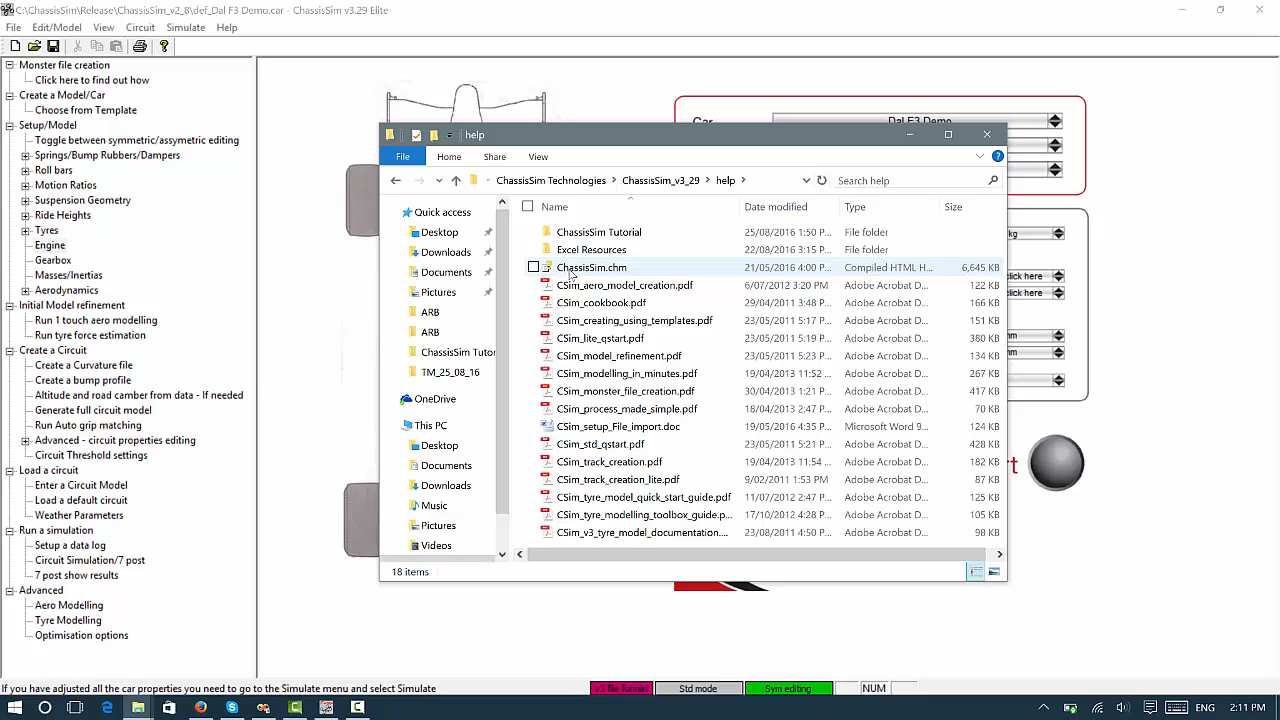 C:\ChassisSim\Release\ChassisSim_v2_8\def_Dal F3 Demo.car - ChassisSim v3.29 Elite
File Edit/Model View Circuit Simulate Help
Monster file creation
Click here to find out how
Create a Model/Car
Choose from Template
Setup/Model
Toggle between symmetric/assymetric editing
Springs/Bump Rubbers/Dampers
Roll bars
Motion Ratios
Suspension Geometry
Ride Heights
Tyres
Engine
Gearbox
Masses/Inertias
Aerodynamics
Initial Model refinement
Run 1 touch aero modelling
Run tyre force estimation
Create a Circuit
Create a Curvature file
Create a bump profile
Altitude and road camber from data - If needed
Generate full circuit model
Run Auto grip matching
Advanced - circuit properties editing
Circuit Threshold settings
Load a circuit
Enter a Circuit Model
Load a default circuit
Weather Parameters
Run a simulation
Setup a data log
Circuit Simulation/7 post
7 post show results
Advanced
Aero Modelling
Tyre Modelling
Optimisation options
Car Dal F3 Demo
kg
click here
click here
mm
mm
help
File Home Share View
ChassisSim Technologies ChassisSim_v3_29 help
Search help
Quick access
Desktop
Downloads
Documents
Pictures
ARB
ARB
ChassisSim Tutor
TM_25_08_16
OneDrive
This PC
Desktop
Documents
Downloads
Music
Pictures
Videos
Name Date modified Type Size
ChassisSim Tutorial 25/08/2016 1:50 P... File folder
Excel Resources 22/08/2016 3:15 P... File folder
ChassisSim.chm 21/05/2016 4:00 P... Compiled HTML H... 6,645 KB
CSim_aero_model_creation.pdf 6/07/2012 3:20 PM Adobe Acrobat D... 122 KB
CSim_cookbook.pdf 29/04/2011 3:48 P... Adobe Acrobat D... 166 KB
CSim_creating_using_templates.pdf 23/05/2011 5:17 P... Adobe Acrobat D... 151 KB
CSim_lite_qstart.pdf 23/05/2011 5:19 P... Adobe Acrobat D... 380 KB
CSim_model_refinement.pdf 23/05/2011 5:23 P... Adobe Acrobat D... 134 KB
CSim_modelling_in_minutes.pdf 19/04/2013 11:52 ... Adobe Acrobat D... 267 KB
CSim_monster_file_creation.pdf 30/04/2013 1:21 P... Adobe Acrobat D... 417 KB
CSim_process_made_simple.pdf 18/04/2013 2:47 P... Adobe Acrobat D... 70 KB
CSim_setup_File_import.doc 19/05/2016 4:35 P... Microsoft Word 9... 124 KB
CSim_std_qstart.pdf 23/05/2011 5:21 P... Adobe Acrobat D... 428 KB
CSim_track_creation.pdf 19/04/2013 11:54 ... Adobe Acrobat D... 182 KB
CSim_track_creation_lite.pdf 9/02/2011 1:53 PM Adobe Acrobat D... 87 KB
CSim_tyre_model_quick_start_guide.pdf 11/07/2012 2:47 P... Adobe Acrobat D... 125 KB
CSim_tyre_modelling_toolbox_guide.p... 17/10/2012 4:28 P... Adobe Acrobat D... 105 KB
CSim_v3_tyre_model_documentation.... 23/08/2011 4:50 P... Adobe Acrobat D... 98 KB
18 items
If you have adjusted all the car properties you need to go to the Simulate menu and select Simulate
v3 file format Std mode Sym editing NUM
ENG 2:11 PM